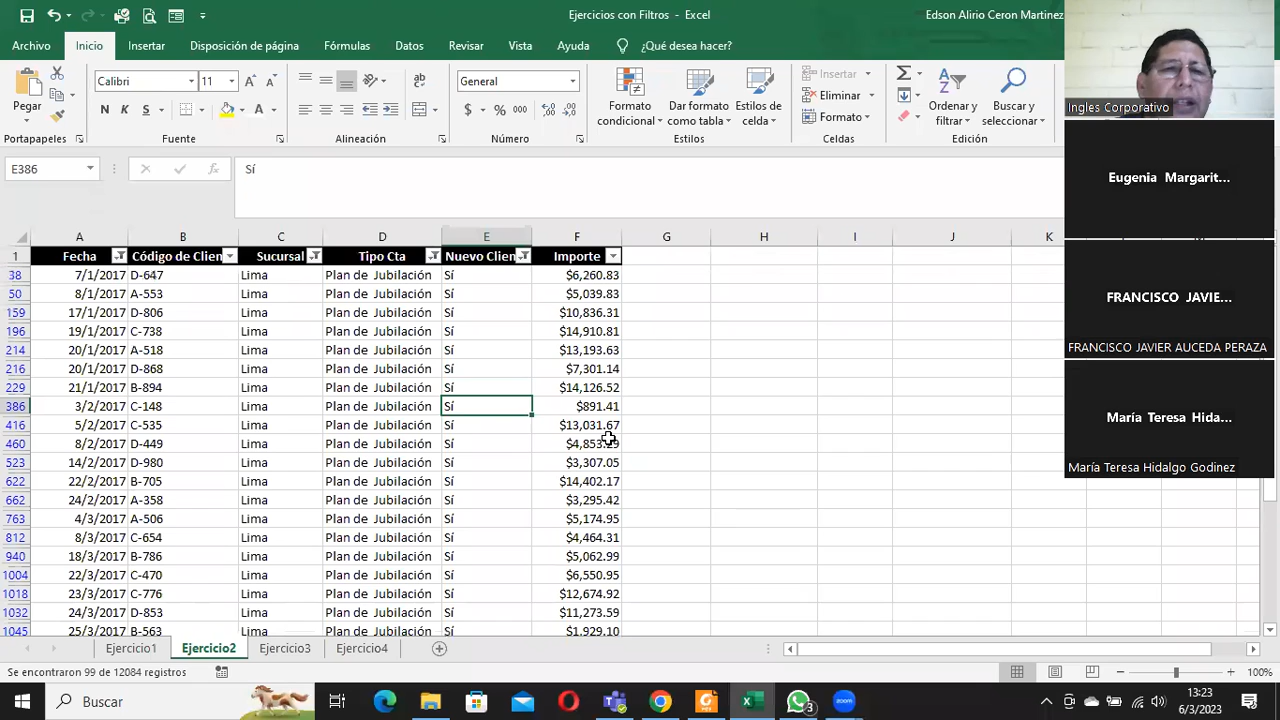 Ejercicios con Filtros - Excel
Edson Alirio Ceron Martinez
Archivo Inicio Insertar Disposición de página Fórmulas Datos Revisar Vista Ayuda ¿Qué desea hacer?
Calibri 11 General
Pegar
N K S
$ % 000
Formato condicional
Dar formato como tabla
Estilos de celda
Insertar
Eliminar
Formato
Ordenar y filtrar
Buscar y seleccionar
Portapapeles Fuente Alineación Número Estilos Celdas Edición
E386 Sí
A B C D E F G H I J K
1 Fecha Código de Clien Sucursal Tipo Cta Nuevo Clien Importe
38 7/1/2017 D-647 Lima Plan de Jubilación Sí $6,260.83
50 8/1/2017 A-553 Lima Plan de Jubilación Sí $5,039.83
159 17/1/2017 D-806 Lima Plan de Jubilación Sí $10,836.31
196 19/1/2017 C-738 Lima Plan de Jubilación Sí $14,910.81
214 20/1/2017 A-518 Lima Plan de Jubilación Sí $13,193.63
216 20/1/2017 D-868 Lima Plan de Jubilación Sí $7,301.14
229 21/1/2017 B-894 Lima Plan de Jubilación Sí $14,126.52
386 3/2/2017 C-148 Lima Plan de Jubilación Sí $891.41
416 5/2/2017 C-535 Lima Plan de Jubilación Sí $13,031.67
460 8/2/2017 D-449 Lima Plan de Jubilación Sí
523 14/2/2017 D-980 Lima Plan de Jubilación Sí $3,307.05
622 22/2/2017 B-705 Lima Plan de Jubilación Sí $14,402.17
662 24/2/2017 A-358 Lima Plan de Jubilación Sí $3,295.42
763 4/3/2017 A-506 Lima Plan de Jubilación Sí $5,174.95
812 8/3/2017 C-654 Lima Plan de Jubilación Sí $4,464.31
940 18/3/2017 B-786 Lima Plan de Jubilación Sí $5,062.99
1004 22/3/2017 C-470 Lima Plan de Jubilación Sí $6,550.95
1018 23/3/2017 C-776 Lima Plan de Jubilación Sí $12,674.92
1032 24/3/2017 D-853 Lima Plan de Jubilación Sí $11,273.59
1045 25/3/2017 B-563 Lima Plan de Jubilación Sí $1,929.10
Ejercicio1 Ejercicio2 Ejercicio3 Ejercicio4
Se encontraron 99 de 12084 registros
100%
Buscar
3
13:23
6/3/2023
Ingles Corporativo
Eugenia Margarit...
FRANCISCO JAVIE...
FRANCISCO JAVIER AUCEDA PERAZA
María Teresa Hida...
María Teresa Hidalgo Godinez